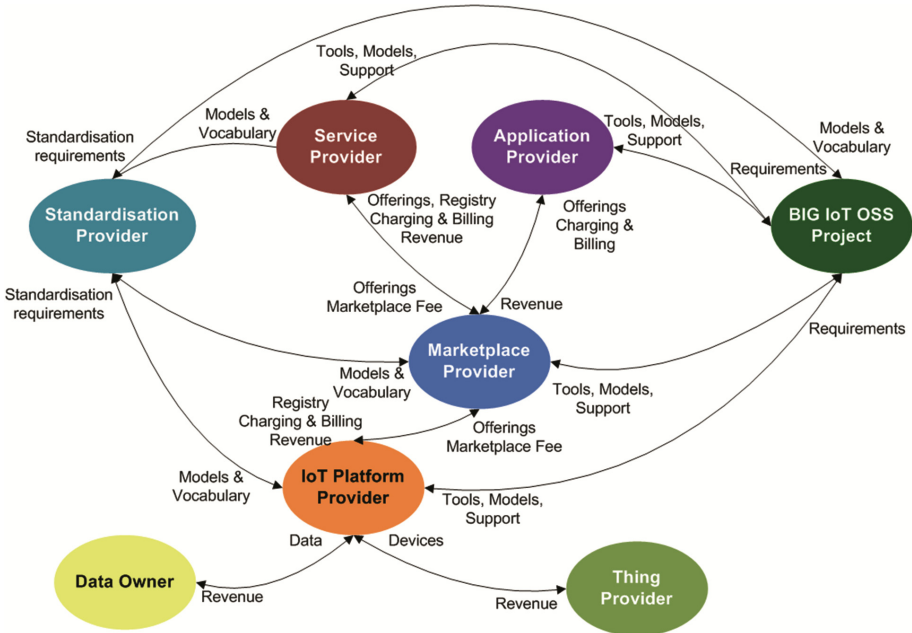 Tools, Models,
Support
Models &
Vocabulary
Service
Provider
Application
Provider
Tools, Models,
Support
Standardisation
requirements
Models &
Vocabulary
Requirements
Standardisation
Provider
Offerings, Registry
Charging & Billing
Revenue
Offerings
Charging &
Billing
BIG IoT OSS
Project
Standardisation
requirements
Offerings
Marketplace Fee
Revenue
Requirements
Marketplace
Provider
Models &
Vocabulary
Tools, Models,
Support
Registry
Charging & Billing
Revenue
Offerings
Marketplace Fee
Models &
Vocabulary
IoT Platform
Provider
Tools, Models,
Support
Data
Devices
Data Owner
Revenue
Revenue
Thing
Provider